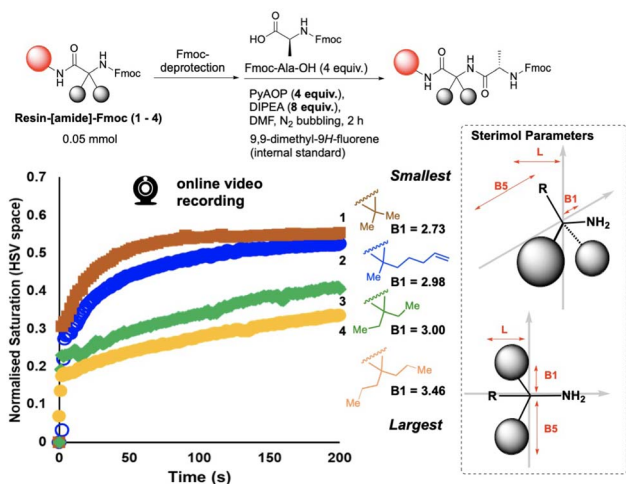 O
N
H
O
H
N
Fmoc
Resin-[amide]-Fmoc (1 - 4)
0.05 mmol
Fmoc-
deprotection
HO
O
H
N
Fmoc
Fmoc-Ala-OH (4 equiv.)
PyAOP (4 equiv.),
DIPEA (8 equiv.),
DMF, N2 bubbling, 2 h
9,9-dimethyl-9H-fluorene
(internal standard)
N
H
O
H
N
O
N
H
Fmoc
Normalised Saturation (HSV space)
0.7
0.6
0.5
0.4
0.3
0.2
0.1
0
0
50
100
150
200
Time (s)
online video
recording
1
2
3
4
Smallest
Me
Me
B1 = 2.73
Me
B1 = 2.98
Me
Me
B1 = 3.00
Me
Me
B1 = 3.46
Largest
Sterimol Parameters
L
B5
B1
R
NH2
L
B1
R
NH2
B5